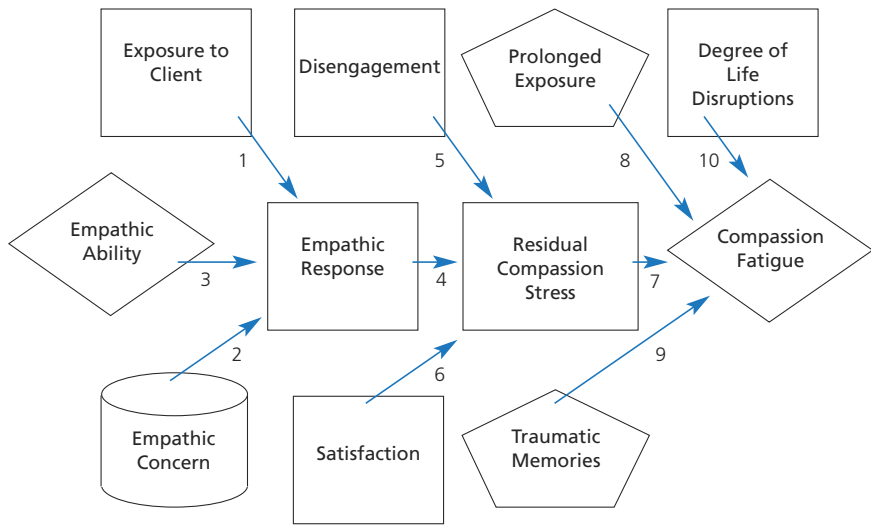 Exposure to
Client
Disengagement
Prolonged
Exposure
Degree of
Life
Disruptions
1
5
8
10
Empathic
Ability
3
Empathic
Response
4
Residual
Compassion
Stress
7
Compassion
Fatigue
2
6
9
Empathic
Concern
Satisfaction
Traumatic
Memories